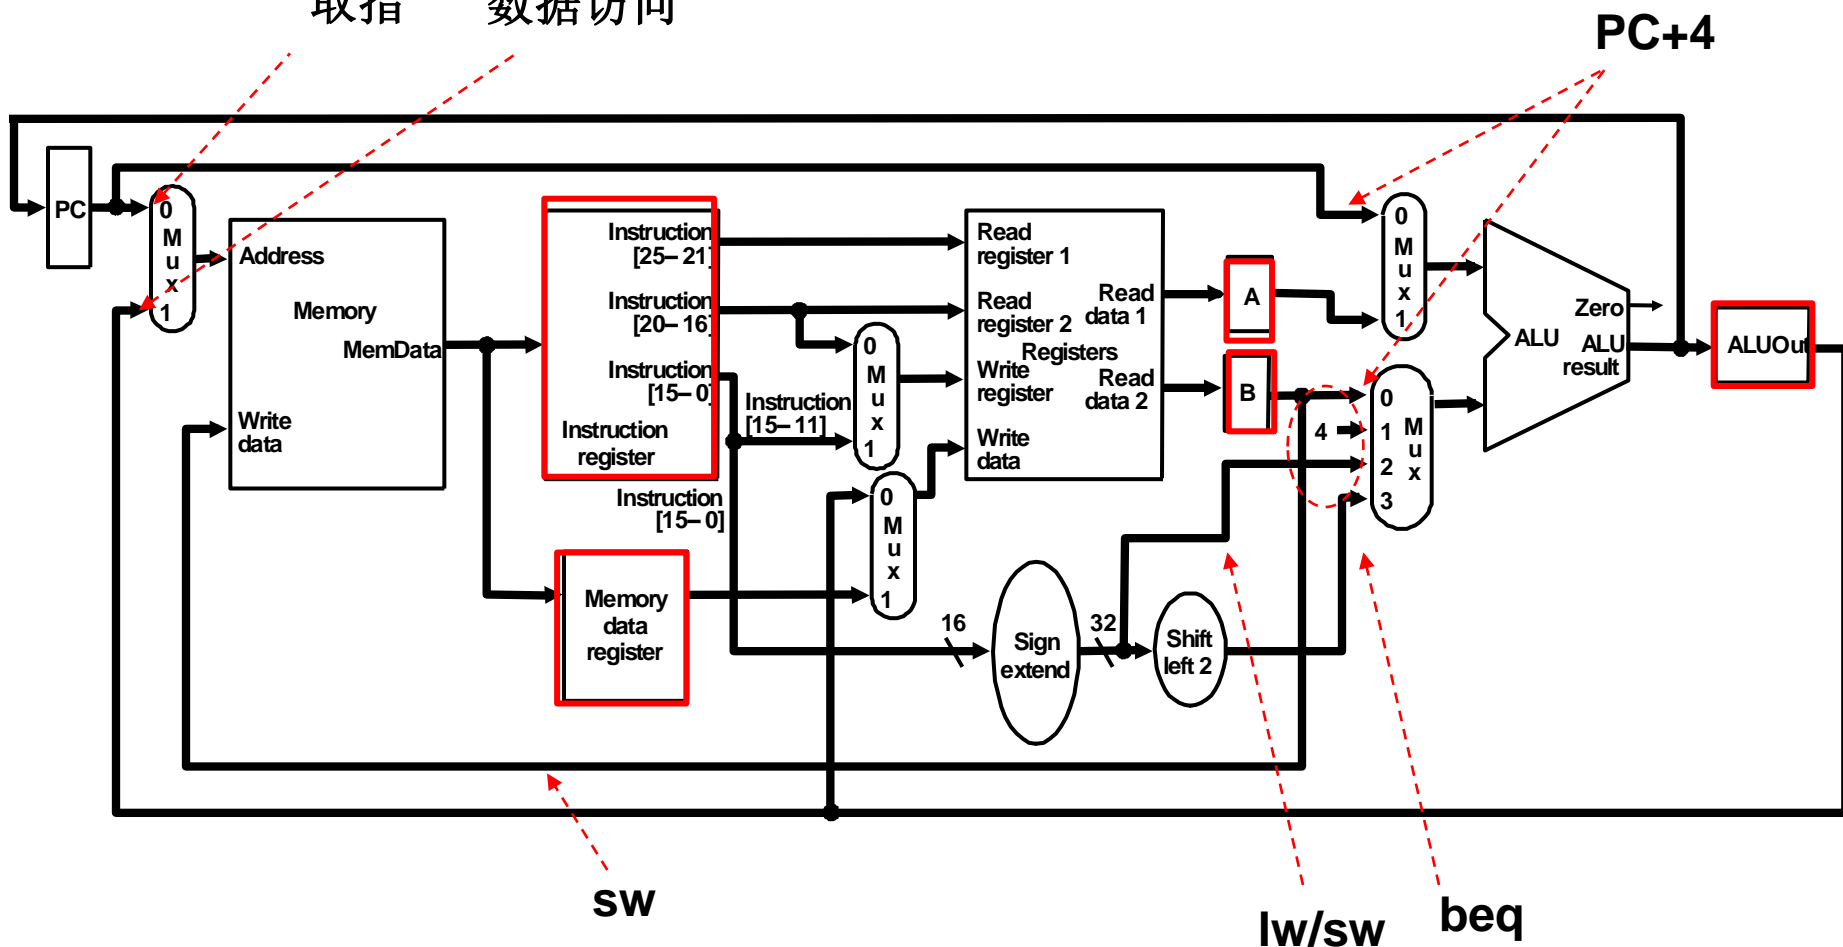 取指 数据访问
PC+4
PC
0
M
u
x
1
Address
Memory
MemData
Write
data
Instruction
[25–21]
Instruction
[20–16]
Instruction
[15–0]
Instruction
register
Instruction
[15–11]
Instruction
[15–0]
0
M
u
x
1
0
M
u
x
1
Memory
data
register
Read
register 1
Read
register 2
Registers
Write
register
Write
data
Read
data 1
Read
data 2
16
Sign
extend
32
Shift
left 2
A
B
4
0
M
u
x
1
0
1
2
3
M
u
x
Zero
ALU
ALU
result
ALUOut
sw
lw/sw
beq